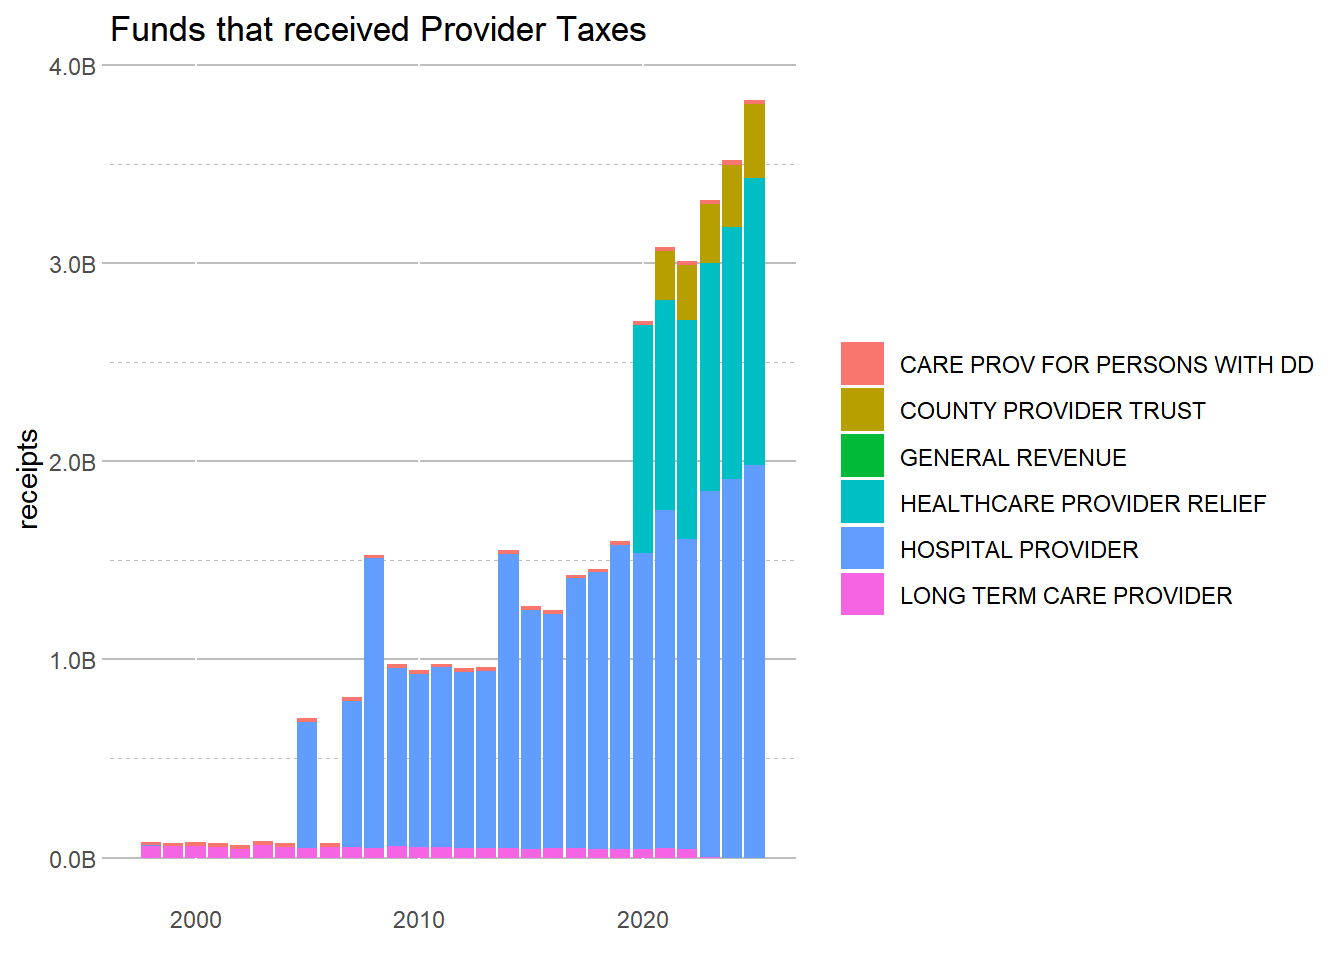 Funds that received Provider Taxes
4.0B
3.0B
2.0B
1.0B
0.0B
receipts
2000
2010
2020
CARE PROV FOR PERSONS WITH DD
COUNTY PROVIDER TRUST
GENERAL REVENUE
HEALTHCARE PROVIDER RELIEF
HOSPITAL PROVIDER
LONG TERM CARE PROVIDER